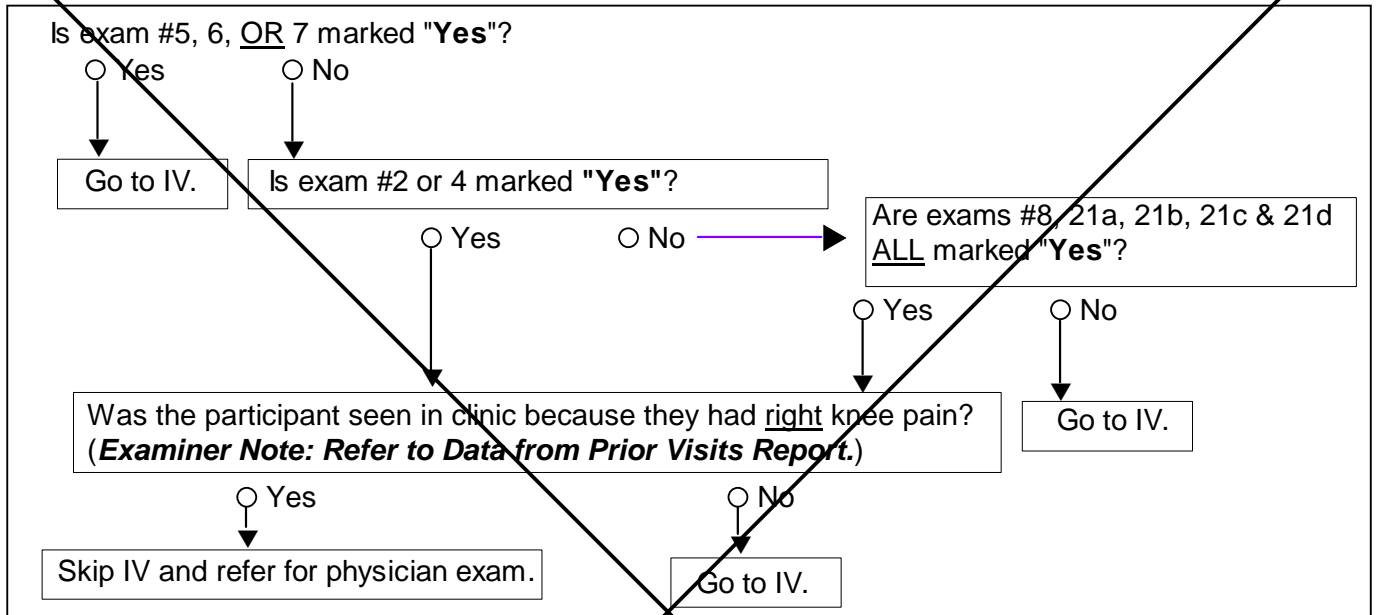 Is exam #5, 6, OR 7 marked "Yes"?
Yes
No
Go to IV.
Is exam #2 or 4 marked "Yes"?
Yes
No
Are exams #8, 21a, 21b, 21c & 21d
ALL marked "Yes"?
Yes
No
Was the participant seen in clinic because they had right knee pain?
(Examiner Note: Refer to Data from Prior Visits Report.)
Go to IV.
Yes
No
Skip IV and refer for physician exam.
Go to IV.